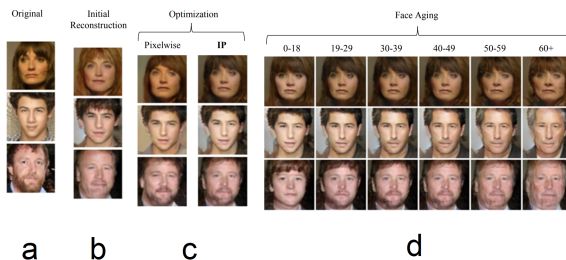 Original
Initial
Reconstruction
Optimization
Pixelwise
IP
Face Aging
0-18
19-29
30-39
40-49
50-59
60+
a
b
c
d